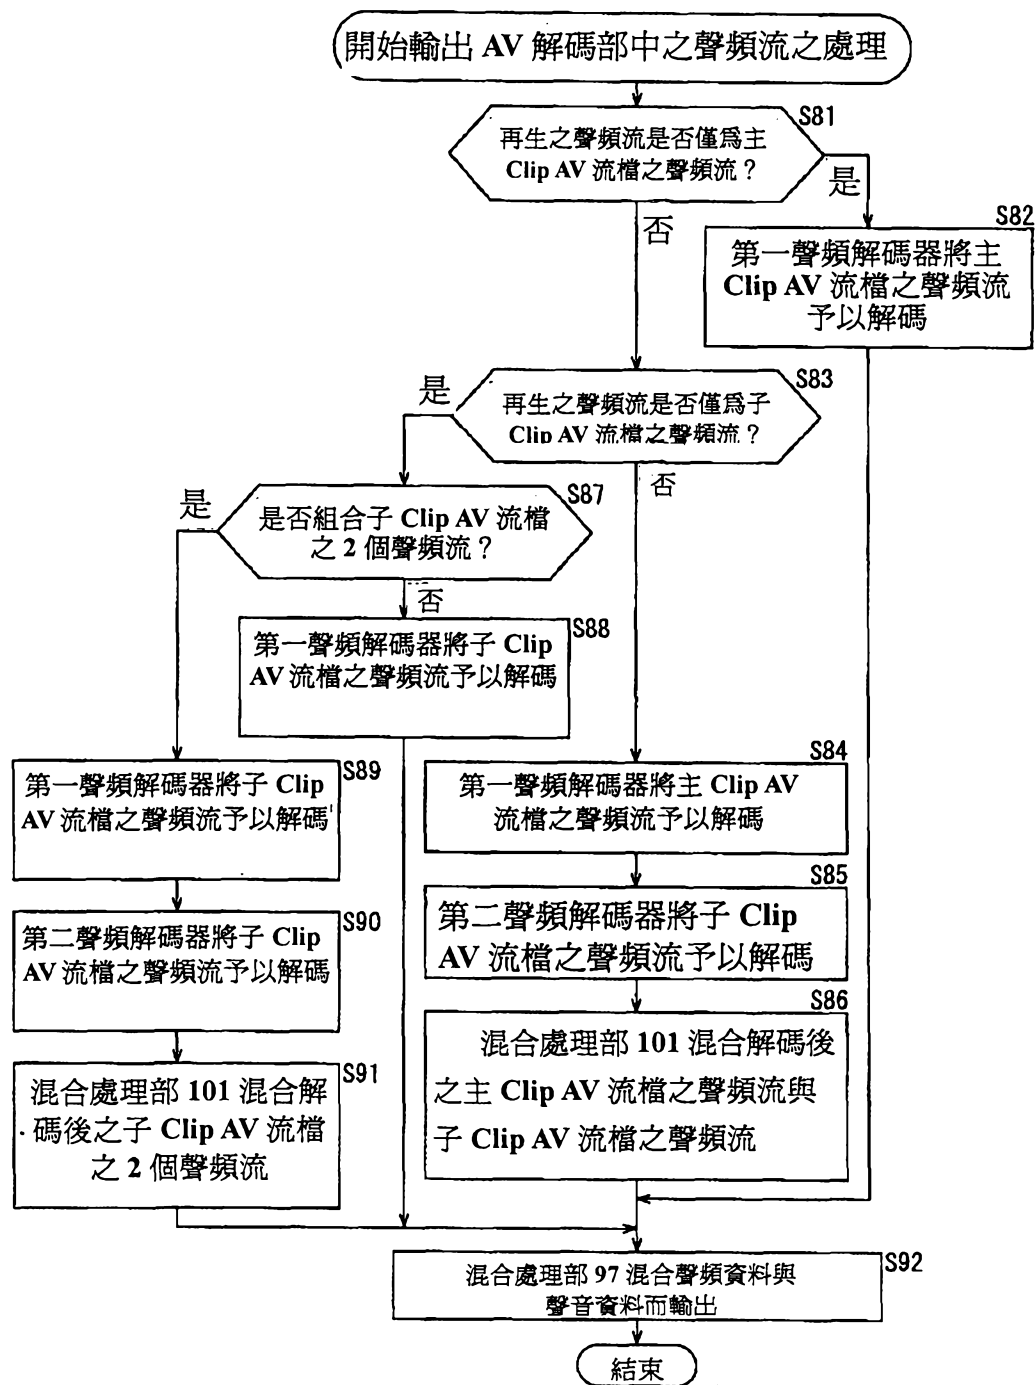 開始輸出 AV 解碼部中之聲頻流之處理
S81
再生之聲頻流是否僅爲主
Clip AV 流檔之聲頻流？
是
否
S82
第一聲頻解碼器將主
Clip AV 流檔之聲頻流
予以解碼
S83
再生之聲頻流是否僅爲子
Clip AV 流檔之聲頻流？
是
否
S87
是否組合子 Clip AV 流檔
之 2 個聲頻流？
是
否
S88
第一聲頻解碼器將子 Clip
AV 流檔之聲頻流予以解碼
S89
第一聲頻解碼器將子 Clip
AV 流檔之聲頻流予以解碼
S84
第一聲頻解碼器將主 Clip AV
流檔之聲頻流予以解碼
S90
第二聲頻解碼器將子 Clip
AV 流檔之聲頻流予以解碼
S85
第二聲頻解碼器將子 Clip
AV 流檔之聲頻流予以解碼
S91
混合處理部 101 混合解
碼後之子 Clip AV 流檔
之 2 個聲頻流
S86
混合處理部 101 混合解碼後
之主 Clip AV 流檔之聲頻流與
子 Clip AV 流檔之聲頻流
S92
混合處理部 97 混合聲頻資料與
聲音資料而輸出
結束